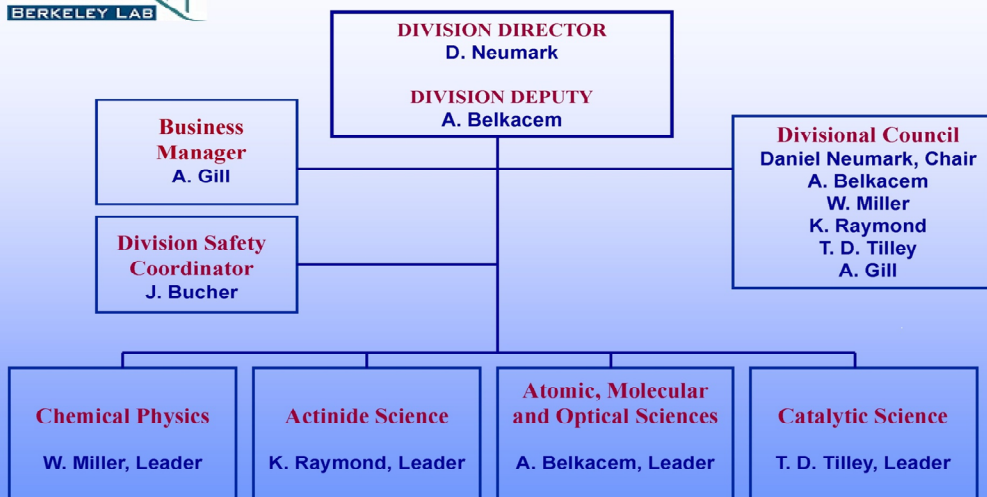 BERKELEY LAB
DIVISION DIRECTOR
D. Neumark
DIVISION DEPUTY
A. Belkacem
Business
Manager
A. Gill
Divisional Council
Daniel Neumark, Chair
A. Belkacem
W. Miller
K. Raymond
T. D. Tilley
A. Gill
Division Safety
Coordinator
J. Bucher
Chemical Physics
W. Miller, Leader
Actinide Science
K. Raymond, Leader
Atomic, Molecular
and Optical Sciences
A. Belkacem, Leader
Catalytic Science
T. D. Tilley, Leader